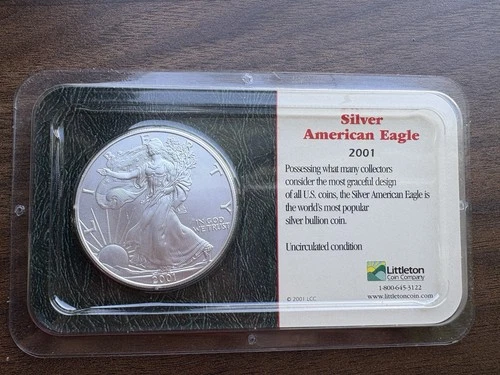 Silver
American Eagle
2001
Possessing what many collectors
consider the most graceful design
of all U.S. coins, the Silver American Eagle is
the world's most popular
silver bullion coin.
Uncirculated condition
Littleton
Coin Company
1-800-645-3122
www.littletoncoin.com
© 2001 LCC
LIBERTY
IN GOD
WE TRUST
2001